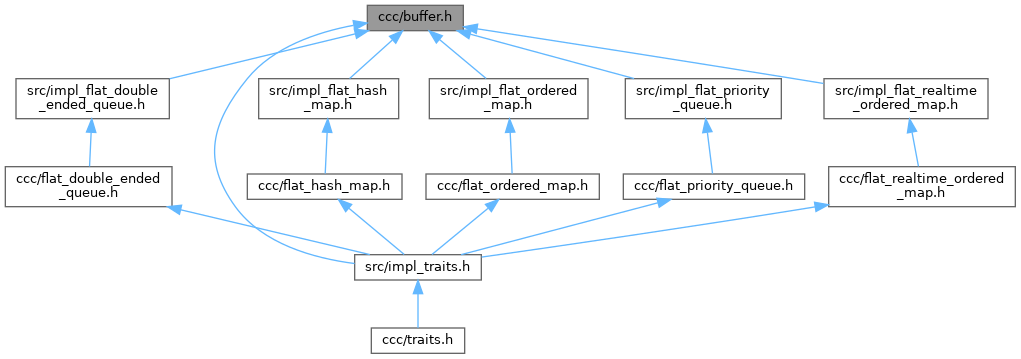 ccc/buffer.h
src/impl_flat_double
_ended_queue.h
src/impl_flat_hash
_map.h
src/impl_flat_ordered
_map.h
src/impl_flat_priority
_queue.h
src/impl_flat_realtime
_ordered_map.h
ccc/flat_double_ended
_queue.h
ccc/flat_hash_map.h
ccc/flat_ordered_map.h
ccc/flat_priority_queue.h
ccc/flat_realtime_ordered
_map.h
src/impl_traits.h
ccc/traits.h